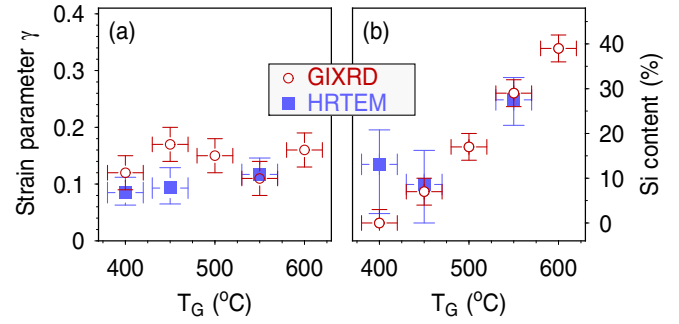 0.4
0.3
0.2
0.1
0
Strain parameter γ
(a)
(b)
GIXRD
HRTEM
40
30
20
10
0
Si content (%)
400
500
600
400
500
600
T_G (°C)
T_G (°C)